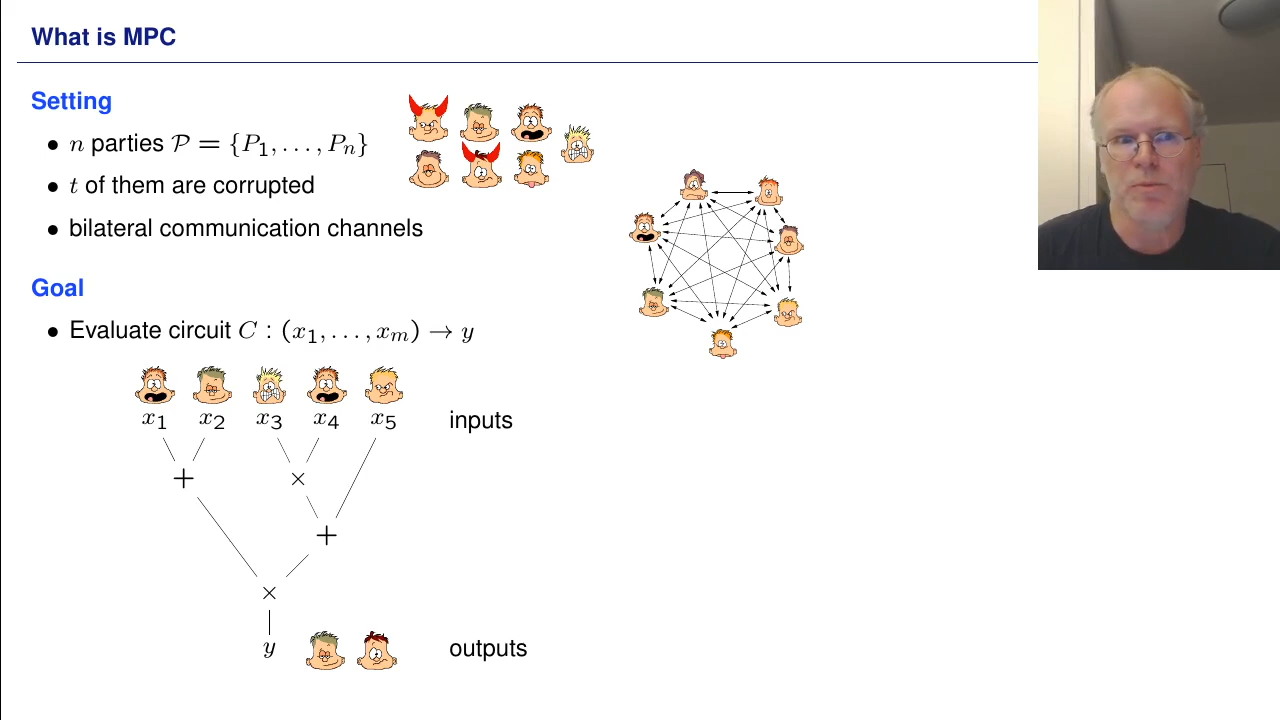 What is MPC
Setting
• n parties 𝒫 = {P₁, . . . , Pₙ}
• t of them are corrupted
• bilateral communication channels
Goal
• Evaluate circuit C : (x₁, . . . , xₘ) → y
x₁ x₂ x₃ x₄ x₅ inputs
+ ×
+
×
y outputs